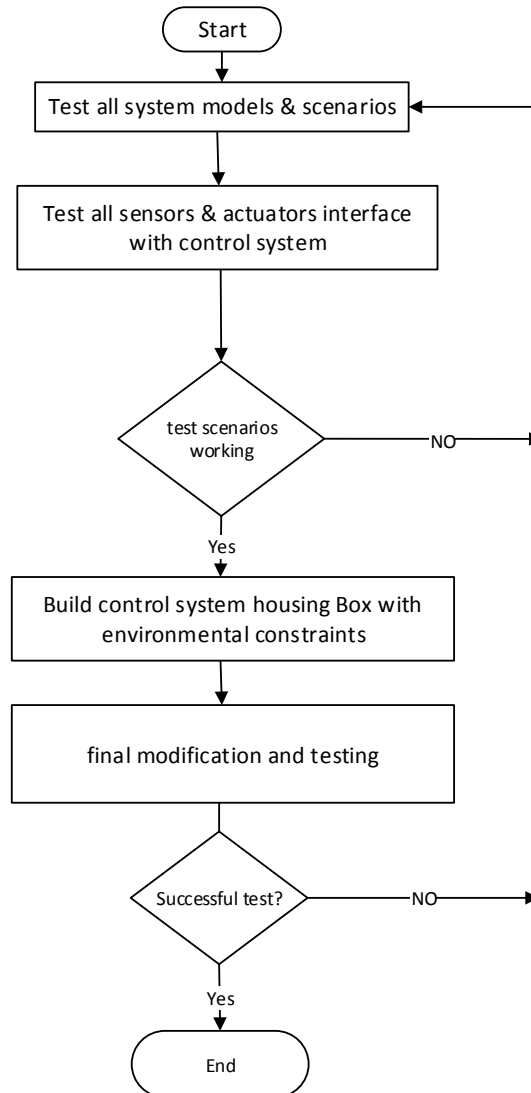 Start
Test all system models & scenarios
Test all sensors & actuators interface
with control system
test scenarios
working
NO
Yes
Build control system housing Box with
environmental constraints
final modification and testing
Successful test?
NO
Yes
End